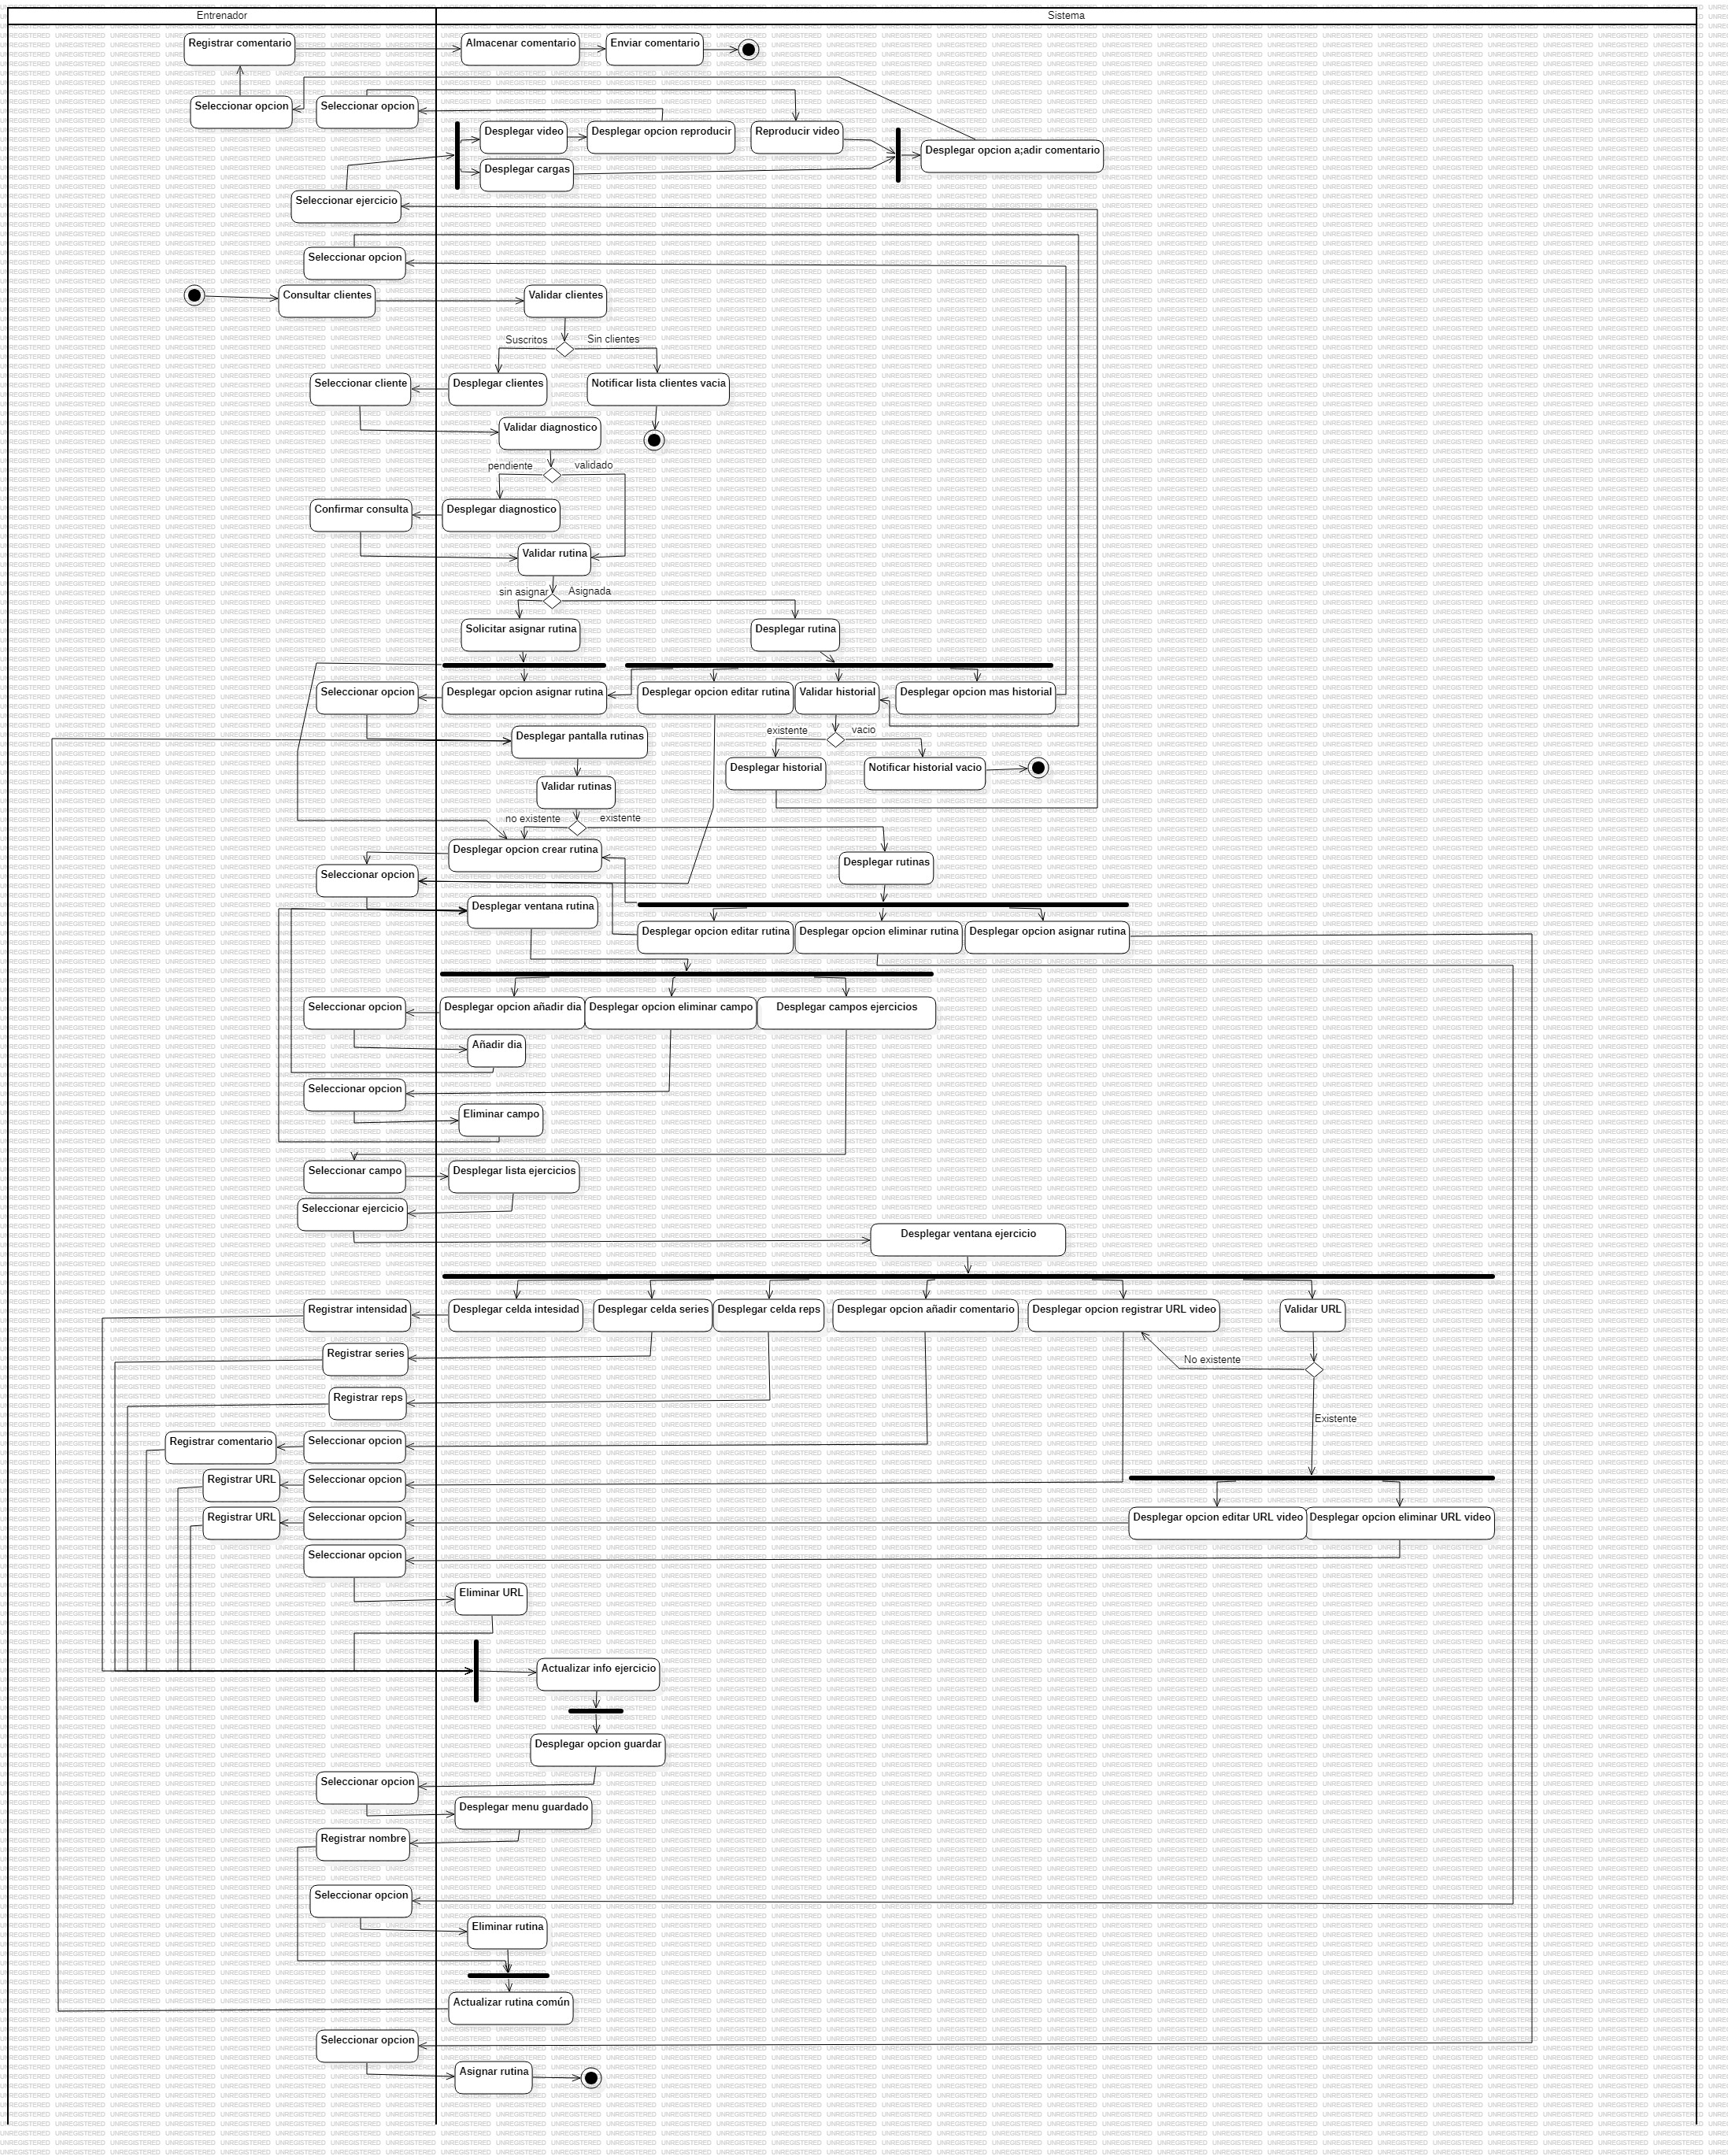 Entrenador
Sistema
Registrar comentario
Almacenar comentario
Enviar comentario
Seleccionar opcion
Seleccionar opcion
Desplegar video
Desplegar opcion reproducir
Reproducir video
Desplegar opcion a;adir comentario
Desplegar cargas
Seleccionar ejercicio
Seleccionar opcion
Consultar clientes
Validar clientes
Suscritos
Sin clientes
Seleccionar cliente
Desplegar clientes
Notificar lista clientes vacia
Validar diagnostico
pendiente
validado
Confirmar consulta
Desplegar diagnostico
Validar rutina
sin asignar
Asignada
Solicitar asignar rutina
Desplegar rutina
Seleccionar opcion
Desplegar opcion asignar rutina
Desplegar opcion editar rutina
Validar historial
Desplegar opcion mas historial
Desplegar pantalla rutinas
existente
vacio
Desplegar historial
Notificar historial vacio
Validar rutinas
no existente
existente
Desplegar opcion crear rutina
Desplegar rutinas
Seleccionar opcion
Desplegar ventana rutina
Desplegar opcion editar rutina
Desplegar opcion eliminar rutina
Desplegar opcion asignar rutina
Seleccionar opcion
Desplegar opcion añadir dia
Desplegar opcion eliminar campo
Desplegar campos ejercicios
Añadir dia
Seleccionar opcion
Eliminar campo
Seleccionar campo
Desplegar lista ejercicios
Seleccionar ejercicio
Desplegar ventana ejercicio
Registrar intensidad
Desplegar celda intesidad
Desplegar celda series
Desplegar celda reps
Desplegar opcion añadir comentario
Desplegar opcion registrar URL video
Validar URL
Registrar series
No existente
Registrar reps
Existente
Registrar comentario
Seleccionar opcion
Registrar URL
Seleccionar opcion
Registrar URL
Seleccionar opcion
Desplegar opcion editar URL video
Desplegar opcion eliminar URL video
Seleccionar opcion
Eliminar URL
Actualizar info ejercicio
Desplegar opcion guardar
Seleccionar opcion
Desplegar menu guardado
Registrar nombre
Seleccionar opcion
Eliminar rutina
Actualizar rutina común
Seleccionar opcion
Asignar rutina
UNREGISTERED